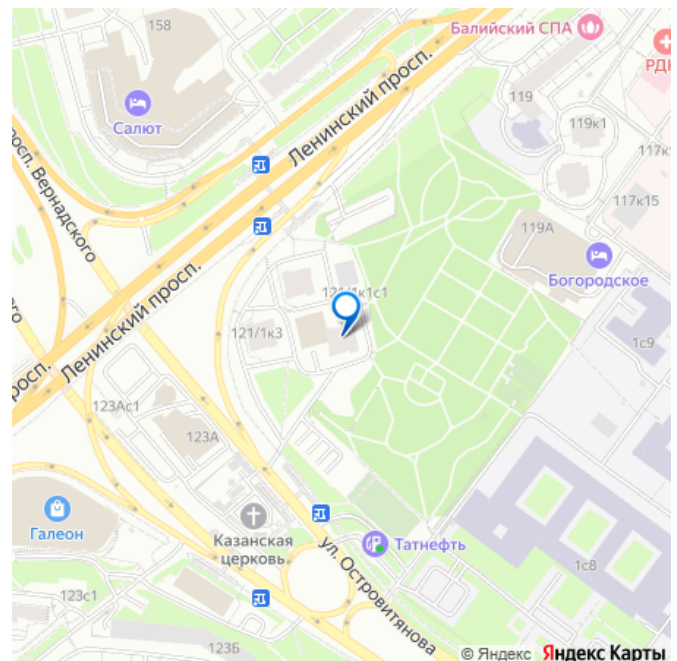 158
Балийский СПА
РДК
Салют
Ленинский просп.
119
119к1
117к
просп. Вернадского
117к15
119А
Богородское
121/1к1с1
Ленинский просп.
121/1к3
1с9
просп.
123Ас1
123А
Галеон
Казанская
церковь
Татнефть
ул. Островитянова
1с8
123с1
123Б
© Яндекс Яндекс Карты